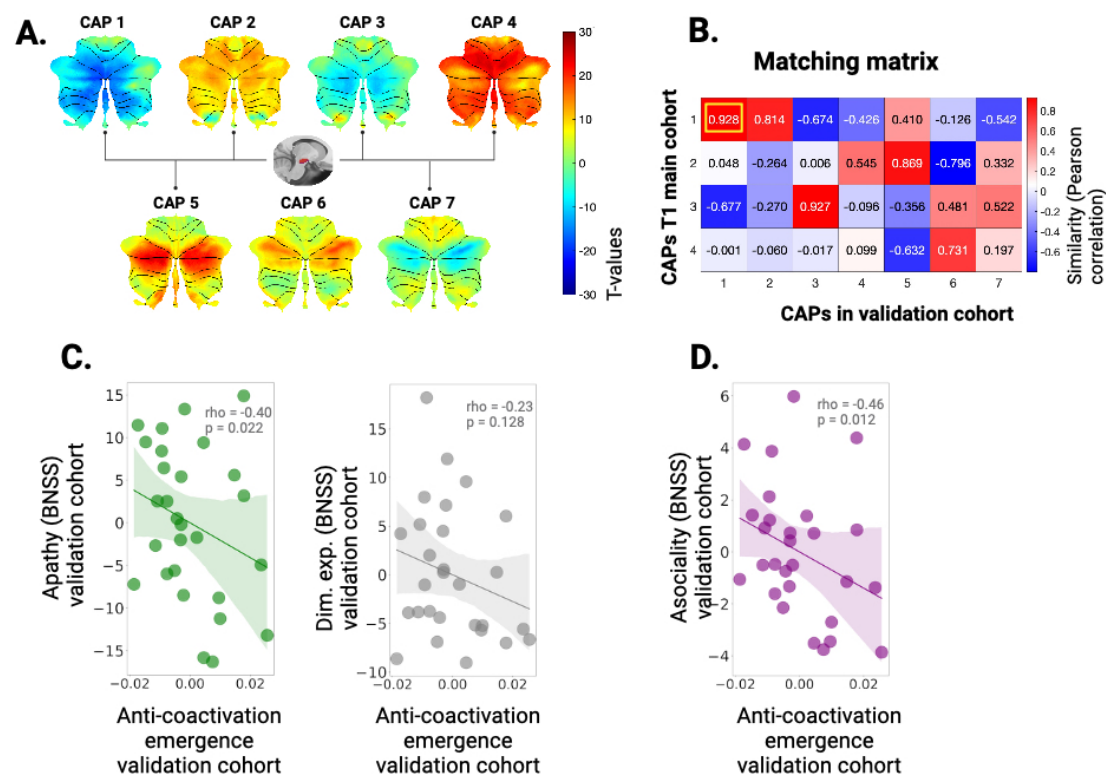 A.
CAP 1
CAP 2
CAP 3
CAP 4
30
20
10
0
-10
-20
-30
T-values
CAP 5
CAP 6
CAP 7
B.
Matching matrix
CAPs T1 main cohort
1
0.928 0.814 -0.674 -0.426 0.410 -0.126 -0.542
2
0.048 -0.264 0.006 0.545 0.869 -0.796 0.332
3
-0.677 -0.270 0.927 -0.096 -0.356 0.481 0.522
4
-0.001 -0.060 -0.017 0.099 -0.632 0.731 0.197
1 2 3 4 5 6 7
CAPs in validation cohort
0.8
0.6
0.4
0.2
0
-0.2
-0.4
-0.6
Similarity (Pearson
correlation)
C.
Apathy (BNSS)
validation cohort
15
10
5
0
−5
−10
−15
rho = -0.40
p = 0.022
−0.02 0.00 0.02
Anti-coactivation
emergence
validation cohort
Dim. exp. (BNSS)
validation cohort
15
10
5
0
−5
−10
rho = -0.23
p = 0.128
−0.02 0.00 0.02
Anti-coactivation
emergence
validation cohort
D.
Asociality (BNSS)
validation cohort
6
4
2
0
−2
−4
rho = -0.46
p = 0.012
−0.02 0.00 0.02
Anti-coactivation
emergence
validation cohort